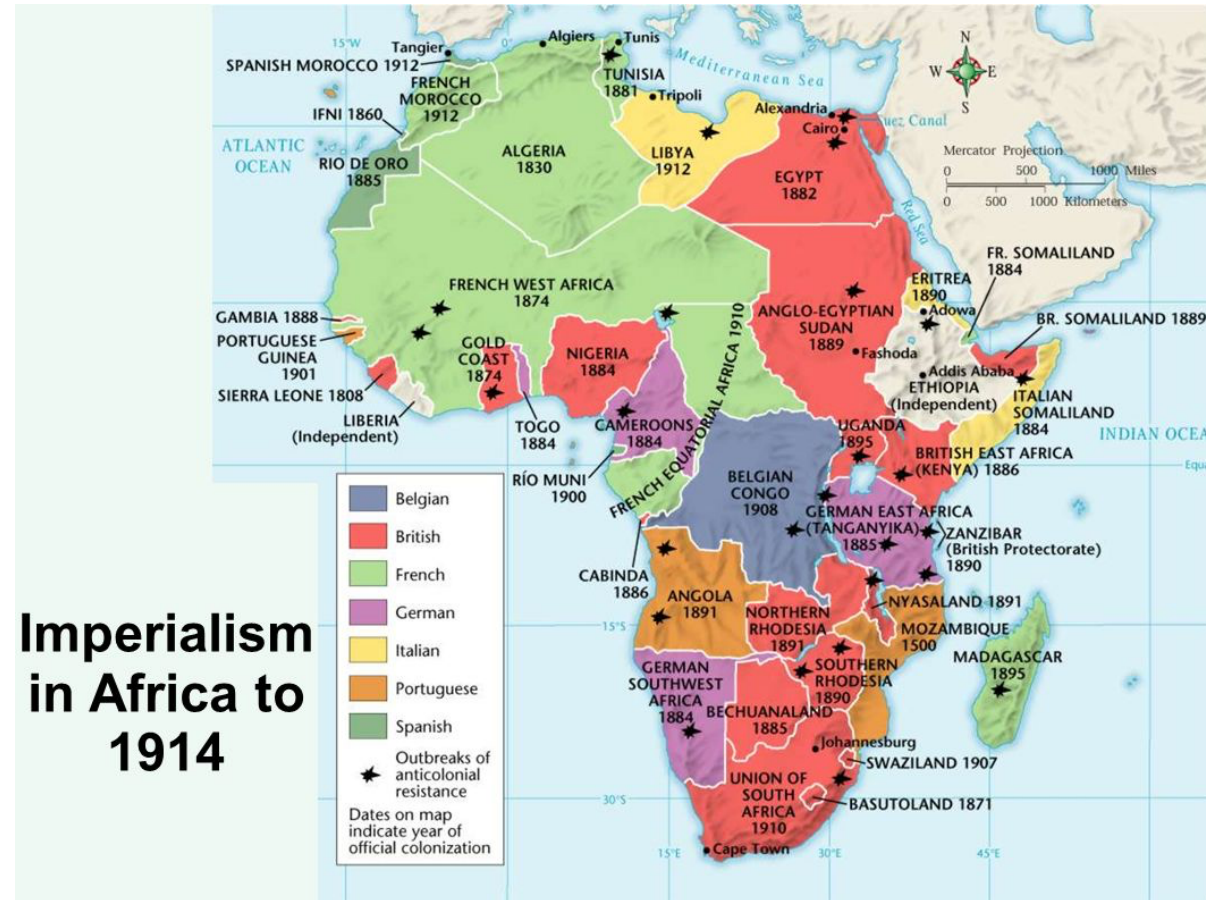 Imperialism
in Africa to
1914
15°W
0°
Tangier
Algiers
Tunis
SPANISH MOROCCO 1912
FRENCH
MOROCCO
1912
TUNISIA
1881
Mediterranean Sea
Tripoli
IFNI 1860
Alexandria
Cairo
Suez Canal
N
W
E
S
ATLANTIC
OCEAN
RIO DE ORO
1885
ALGERIA
1830
LIBYA
1912
EGYPT
1882
Mercator Projection
0 500 1000 Miles
0 500 1000 Kilometers
Red Sea
FR. SOMALILAND
1884
FRENCH WEST AFRICA
1874
ERITREA
1890
Adowa
GAMBIA 1888
PORTUGUESE
GUINEA
1901
SIERRA LEONE 1808
LIBERIA
(Independent)
GOLD
COAST
1874
TOGO
1884
NIGERIA
1884
CAMEROONS
1884
FRENCH EQUATORIAL AFRICA 1910
ANGLO-EGYPTIAN
SUDAN
1889
Fashoda
BR. SOMALILAND 1889
Addis Ababa
ETHIOPIA
(Independent)
ITALIAN
SOMALILAND
1884
INDIAN OCEA
Equa
RÍO MUNI
1900
UGANDA
1895
BRITISH EAST AFRICA
(KENYA) 1886
BELGIAN
CONGO
1908
GERMAN EAST AFRICA
(TANGANYIKA)
1885
ZANZIBAR
(British Protectorate)
1890
CABINDA
1886
ANGOLA
1891
NORTHERN
RHODESIA
1891
NYASALAND 1891
MOZAMBIQUE
1500
15°S
MADAGASCAR
1895
GERMAN
SOUTHWEST
AFRICA
1884
SOUTHERN
RHODESIA
1890
BECHUANALAND
1885
Johannesburg
SWAZILAND 1907
UNION OF
SOUTH
AFRICA
1910
BASUTOLAND 1871
30°S
Cape Town
15°E
30°E
45°E
Belgian
British
French
German
Italian
Portuguese
Spanish
Outbreaks of
anticolonial
resistance
Dates on map
indicate year of
official colonization